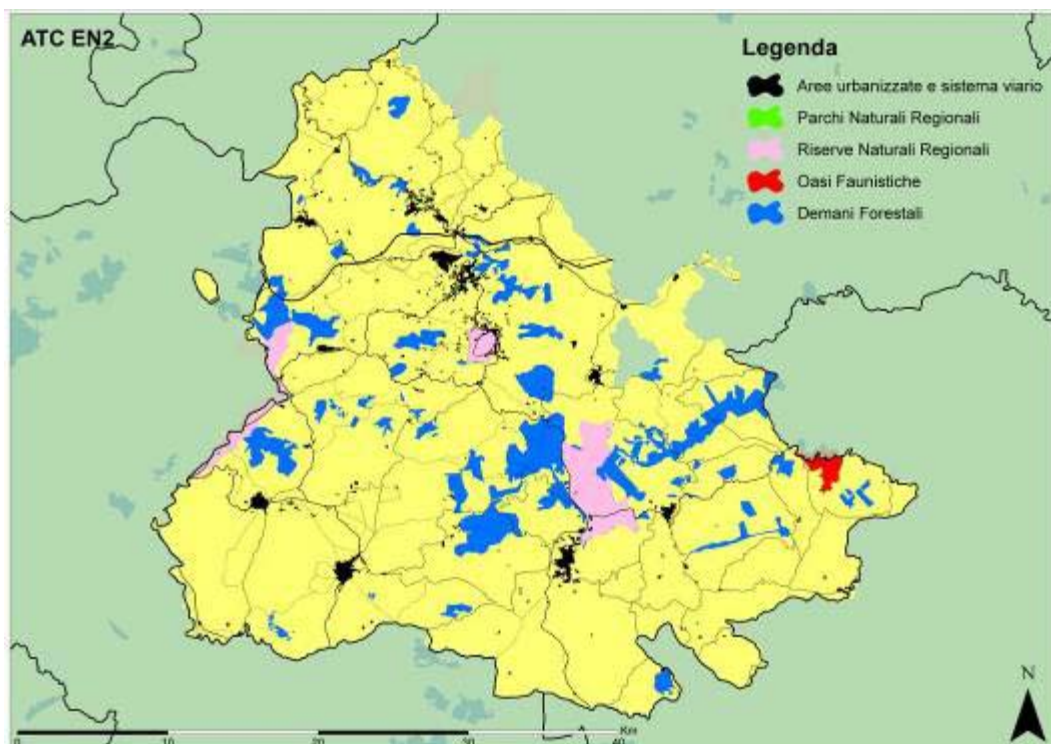 ATC EN2
Legenda
Aree urbanizzate e sistema viario
Parchi Naturali Regionali
Riserve Naturali Regionali
Oasi Faunistiche
Demani Forestali
N
Km
0 10 20 30 40